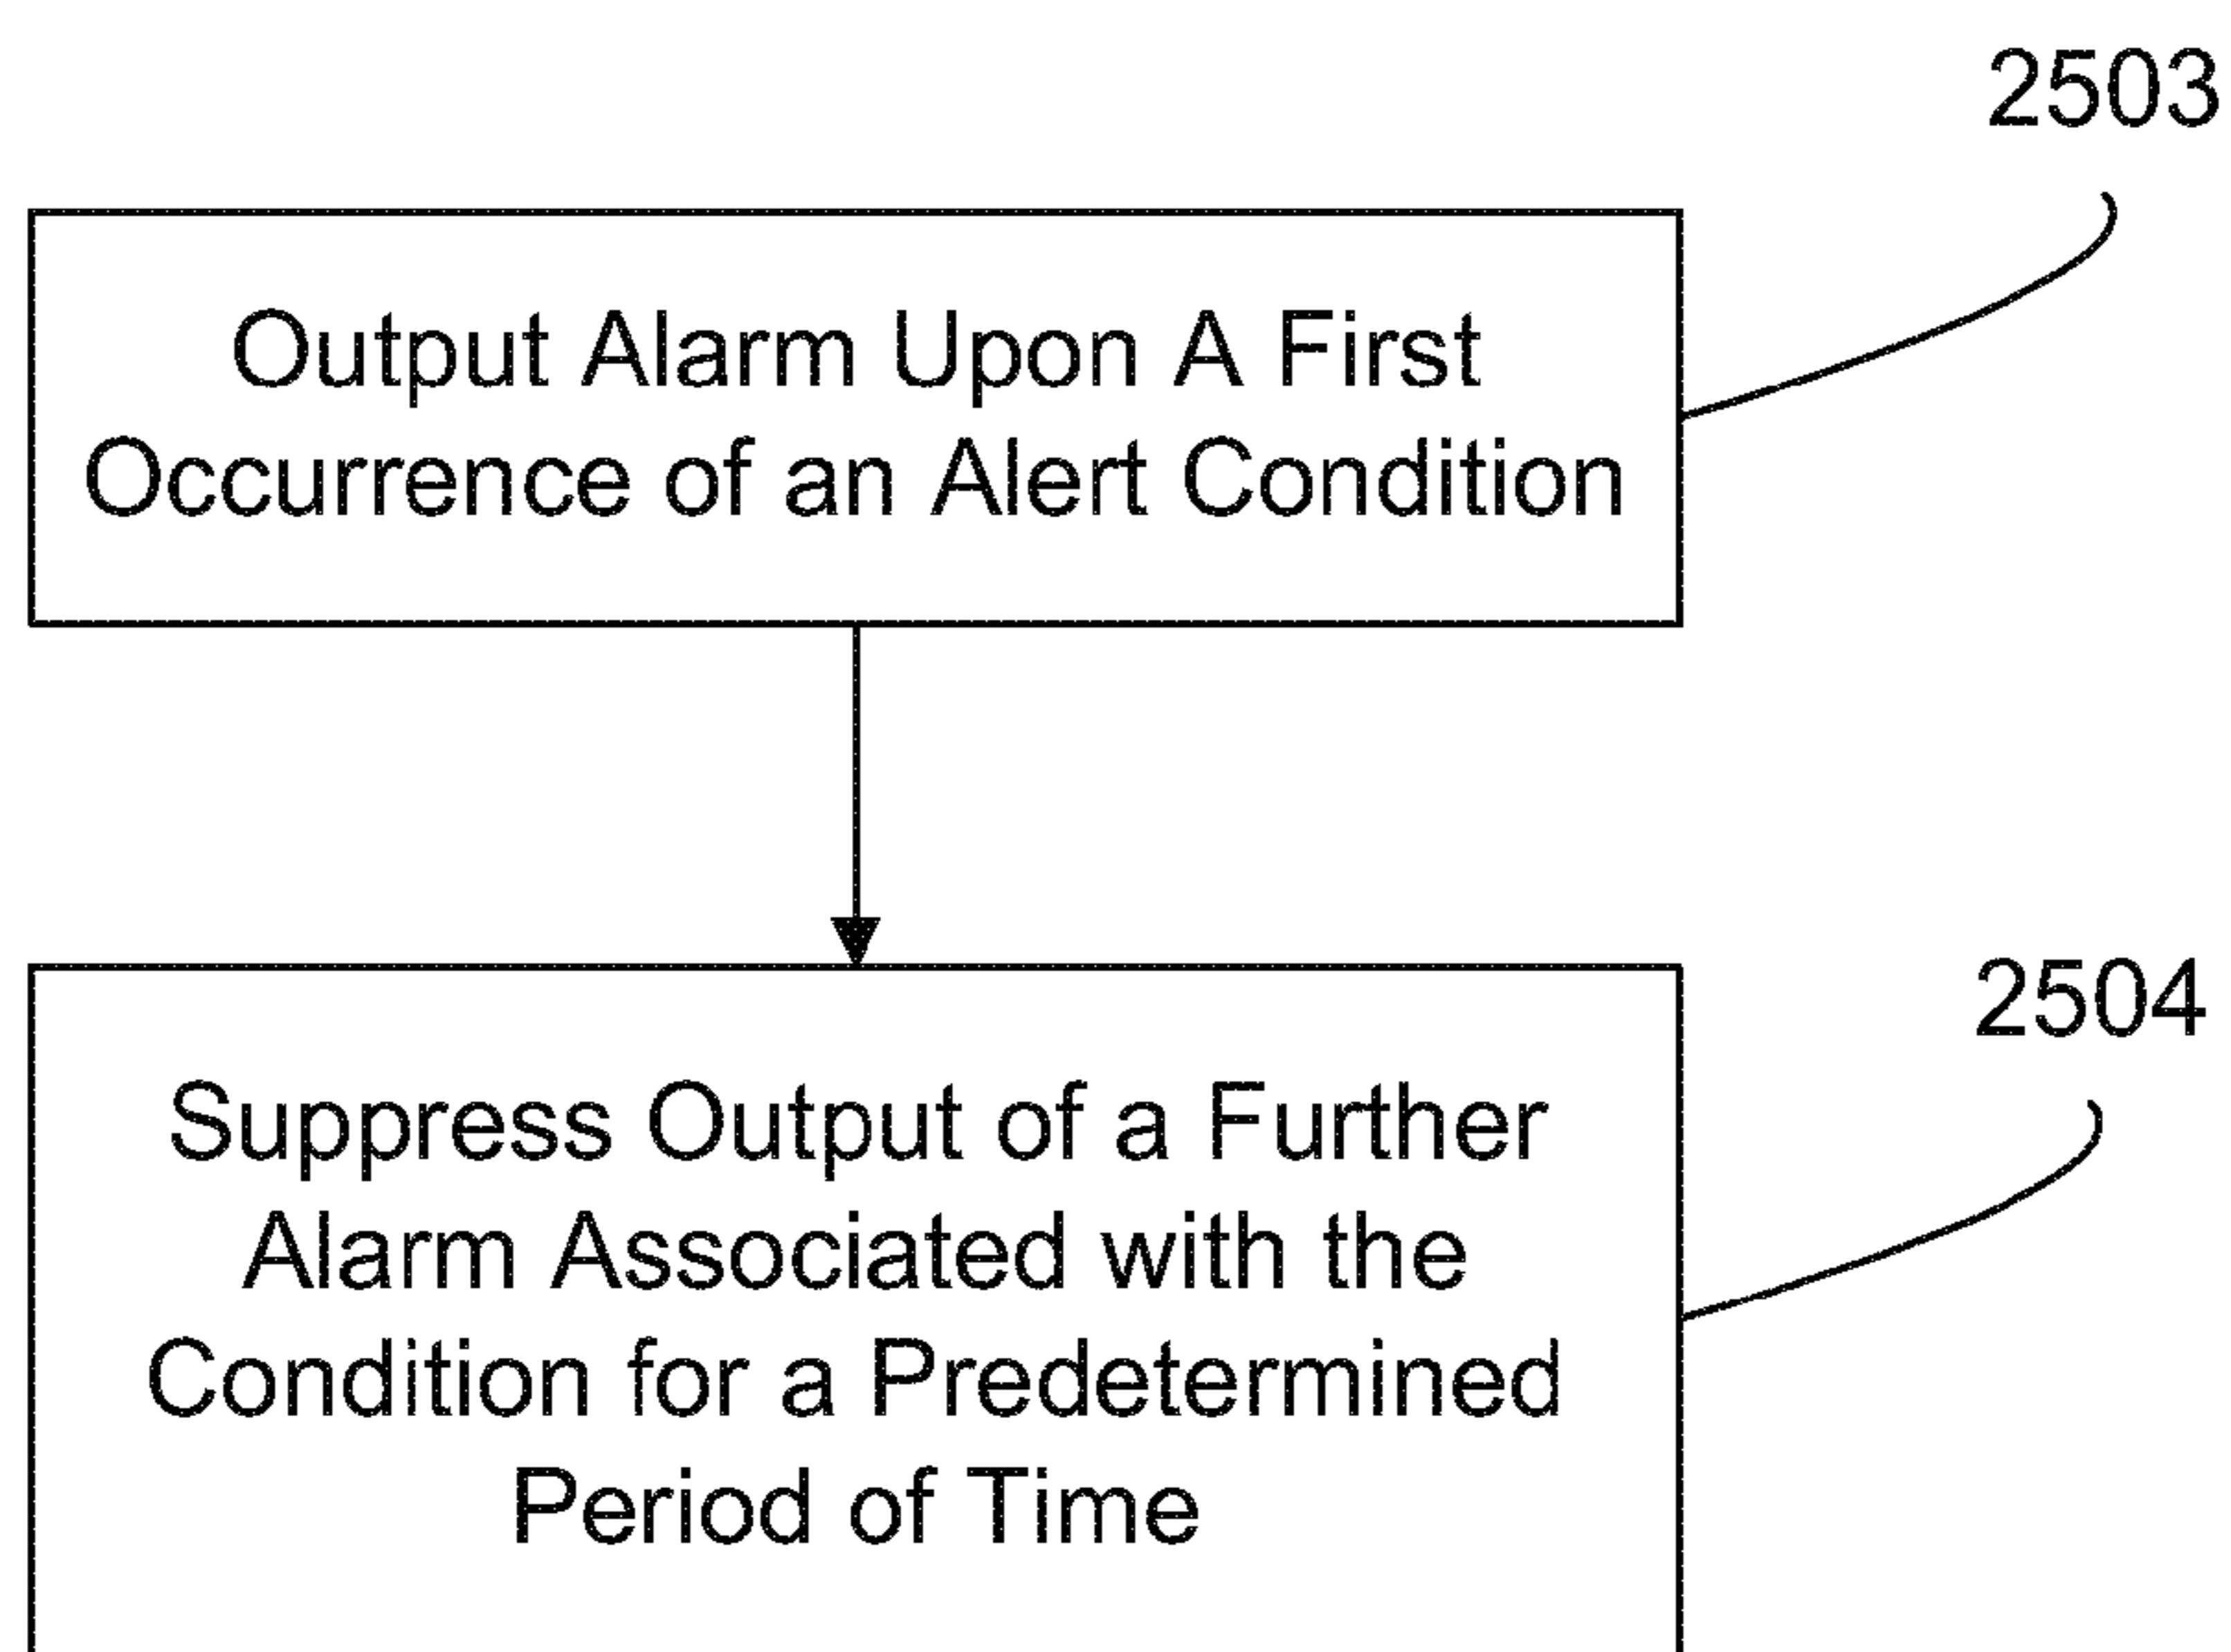 2503
Output Alarm Upon A First
Occurrence of an Alert Condition
2504
Suppress Output of a Further
Alarm Associated with the
Condition for a Predetermined
Period of Time